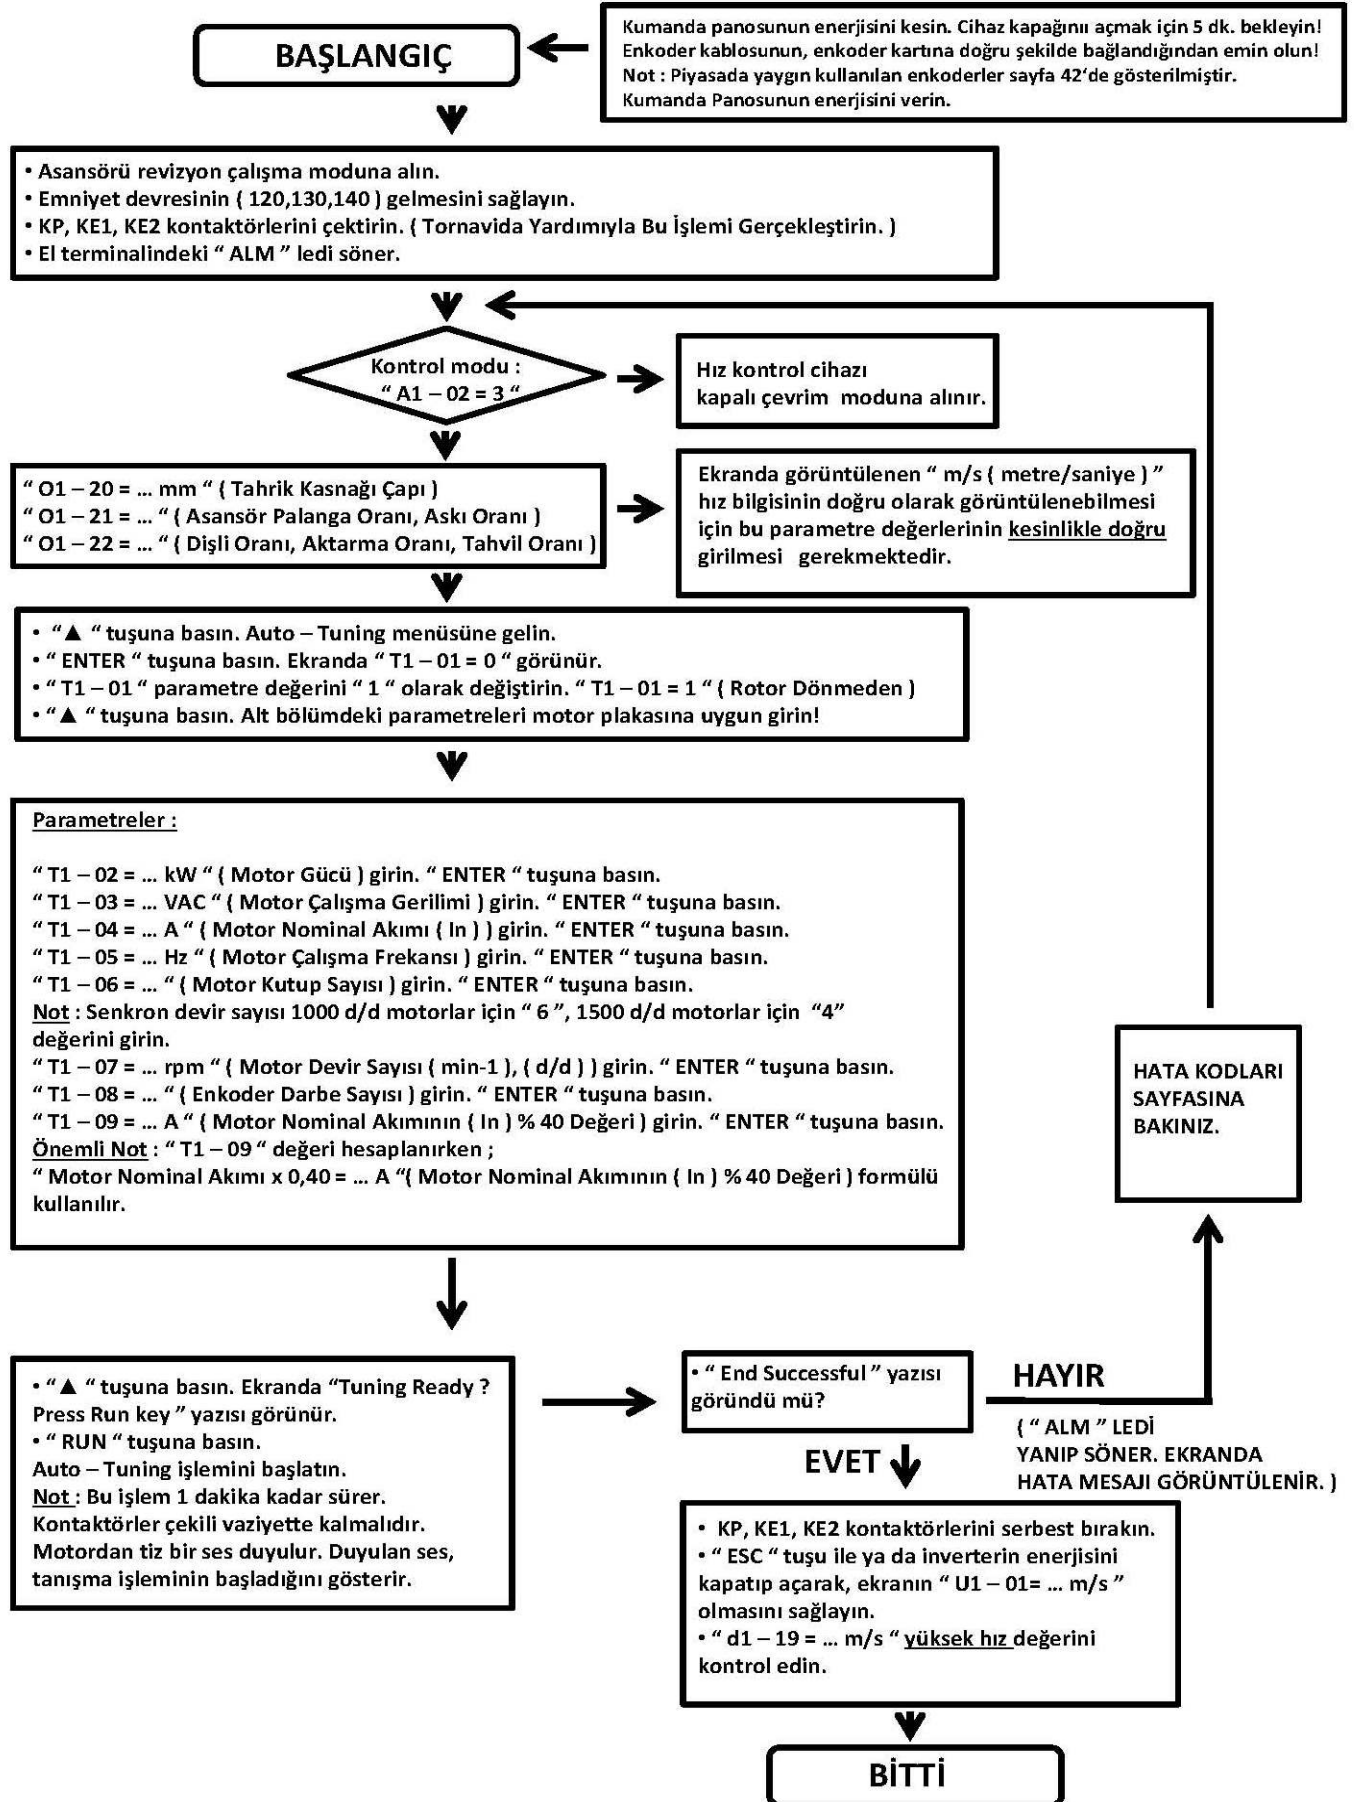 BAŞLANGIÇ
Kumanda panosunun enerjisini kesin. Cihaz kapağınıı açmak için 5 dk. bekleyin!
Enkoder kablosunun, enkoder kartına doğru şekilde bağlandığından emin olun!
Not : Piyasada yaygın kullanılan enkoderler sayfa 42‘de gösterilmiştir.
Kumanda Panosunun enerjisini verin.
• Asansörü revizyon çalışma moduna alın.
• Emniyet devresinin ( 120,130,140 ) gelmesini sağlayın.
• KP, KE1, KE2 kontaktörlerini çektirin. ( Tornavida Yardımıyla Bu İşlemi Gerçekleştirin. )
• El terminalindeki “ ALM ” ledi söner.
Kontrol modu :
“ A1 – 02 = 3 “
Hız kontrol cihazı
kapalı çevrim moduna alınır.
“ O1 – 20 = ... mm “ ( Tahrik Kasnağı Çapı )
“ O1 – 21 = ... “ ( Asansör Palanga Oranı, Askı Oranı )
“ O1 – 22 = ... “ ( Dişli Oranı, Aktarma Oranı, Tahvil Oranı )
Ekranda görüntülenen “ m/s ( metre/saniye ) ”
hız bilgisinin doğru olarak görüntülenebilmesi
için bu parametre değerlerinin kesinlikle doğru
girilmesi gerekmektedir.
• “▲ “ tuşuna basın. Auto – Tuning menüsüne gelin.
• “ ENTER “ tuşuna basın. Ekranda “ T1 – 01 = 0 “ görünür.
• “ T1 – 01 “ parametre değerini “ 1 “ olarak değiştirin. “ T1 – 01 = 1 “ ( Rotor Dönmeden )
• “▲ “ tuşuna basın. Alt bölümdeki parametreleri motor plakasına uygun girin!
Parametreler :
“ T1 – 02 = ... kW “ ( Motor Gücü ) girin. “ ENTER “ tuşuna basın.
“ T1 – 03 = ... VAC “ ( Motor Çalışma Gerilimi ) girin. “ ENTER “ tuşuna basın.
“ T1 – 04 = ... A “ ( Motor Nominal Akımı ( In ) ) girin. “ ENTER “ tuşuna basın.
“ T1 – 05 = ... Hz “ ( Motor Çalışma Frekansı ) girin. “ ENTER “ tuşuna basın.
“ T1 – 06 = ... “ ( Motor Kutup Sayısı ) girin. “ ENTER “ tuşuna basın.
Not : Senkron devir sayısı 1000 d/d motorlar için “ 6 ”, 1500 d/d motorlar için “4”
değerini girin.
“ T1 – 07 = ... rpm “ ( Motor Devir Sayısı ( min-1 ), ( d/d ) ) girin. “ ENTER “ tuşuna basın.
“ T1 – 08 = ... “ ( Enkoder Darbe Sayısı ) girin. “ ENTER “ tuşuna basın.
“ T1 – 09 = ... A “ ( Motor Nominal Akımının ( In ) % 40 Değeri ) girin. “ ENTER “ tuşuna basın.
Önemli Not : “ T1 – 09 “ değeri hesaplanırken ;
“ Motor Nominal Akımı x 0,40 = ... A “( Motor Nominal Akımının ( In ) % 40 Değeri ) formülü
kullanılır.
HATA KODLARI
SAYFASINA
BAKINIZ.
• “▲ “ tuşuna basın. Ekranda “Tuning Ready ?
Press Run key ” yazısı görünür.
• “ RUN “ tuşuna basın.
Auto – Tuning işlemini başlatın.
Not : Bu işlem 1 dakika kadar sürer.
Kontaktörler çekili vaziyette kalmalıdır.
Motordan tiz bir ses duyulur. Duyulan ses,
tanışma işleminin başladığını gösterir.
• “ End Successful ” yazısı
göründü mü?
HAYIR
( “ ALM ” LEDİ
YANIP SÖNER. EKRANDA
HATA MESAJI GÖRÜNTÜLENİR. )
EVET
• KP, KE1, KE2 kontaktörlerini serbest bırakın.
• “ ESC “ tuşu ile ya da inverterin enerjisini
kapatıp açarak, ekranın “ U1 – 01= ... m/s ”
olmasını sağlayın.
• “ d1 – 19 = ... m/s “ yüksek hız değerini
kontrol edin.
BİTTİ